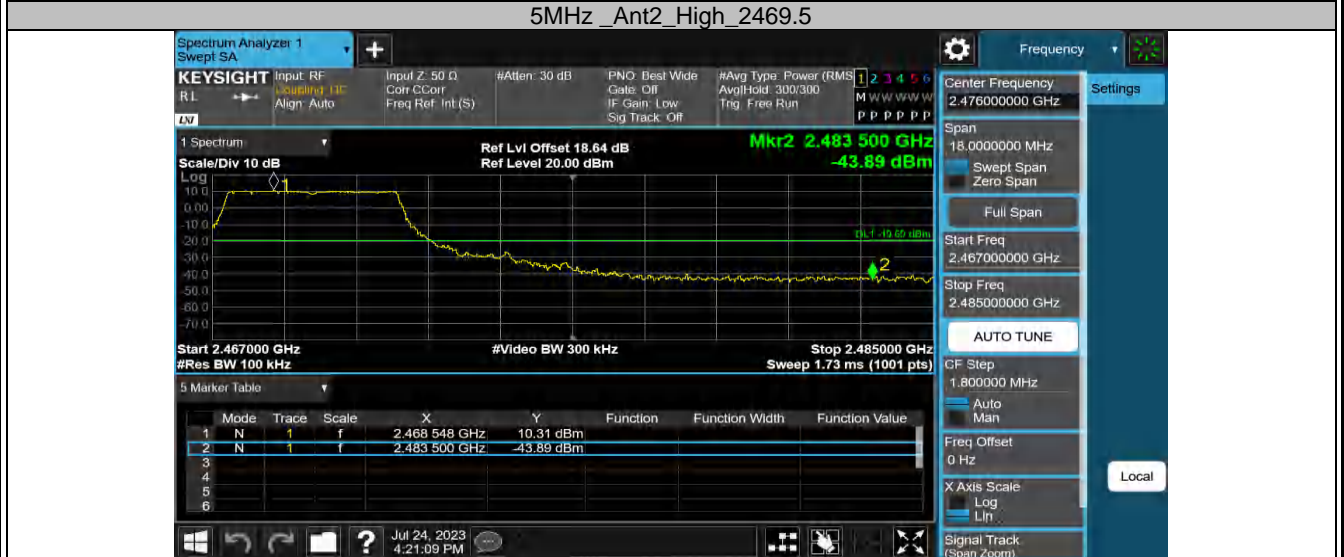 5MHz _Ant2_High_2469.5
Spectrum Analyzer 1
Swept SA
Frequency
KEYSIGHT
RL
LXI
Input: RF
Align: Auto
Input Z: 50 Ω
Corr CCorr
Freq Ref: Int (S)
#Atten: 30 dB
PNO: Best Wide
Gate: Off
IF Gain: Low
Sig Track: Off
#Avg Type: Power (RMS
Avg|Hold: 300/300
Trig: Free Run
1 2 3 4 5 6
M W W W W W
P P P P P P
Center Frequency
2.476000000 GHz
Settings
1 Spectrum
Scale/Div 10 dB
Ref Lvl Offset 18.64 dB
Ref Level 20.00 dBm
Mkr2 2.483 500 GHz
-43.89 dBm
Span
18.0000000 MHz
Swept Span
Zero Span
Full Span
Start Freq
2.467000000 GHz
Stop Freq
2.485000000 GHz
AUTO TUNE
CF Step
1.800000 MHz
Auto
Man
Freq Offset
0 Hz
X Axis Scale
Log
Lin
Signal Track
(Span Zoom)
Local
Log
10.0
0.00
-10.0
-20.0
-30.0
-40.0
-50.0
-60.0
-70.0
1
2
Start 2.467000 GHz
#Res BW 100 kHz
#Video BW 300 kHz
Stop 2.485000 GHz
Sweep 1.73 ms (1001 pts)
5 Marker Table
Mode Trace Scale X Y Function Function Width Function Value
1 N 1 f 2.468 548 GHz 10.31 dBm
2 N 1 f 2.483 500 GHz -43.89 dBm
3
4
5
6
?
Jul 24, 2023
4:21:09 PM